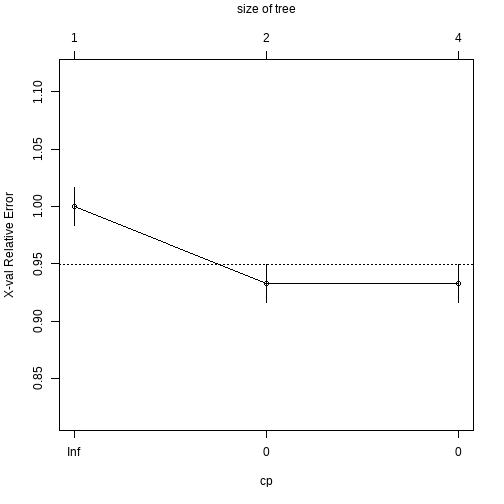 size of tree
1 2 4
X-val Relative Error
1.10
1.05
1.00
0.95
0.90
0.85
Inf 0 0
cp